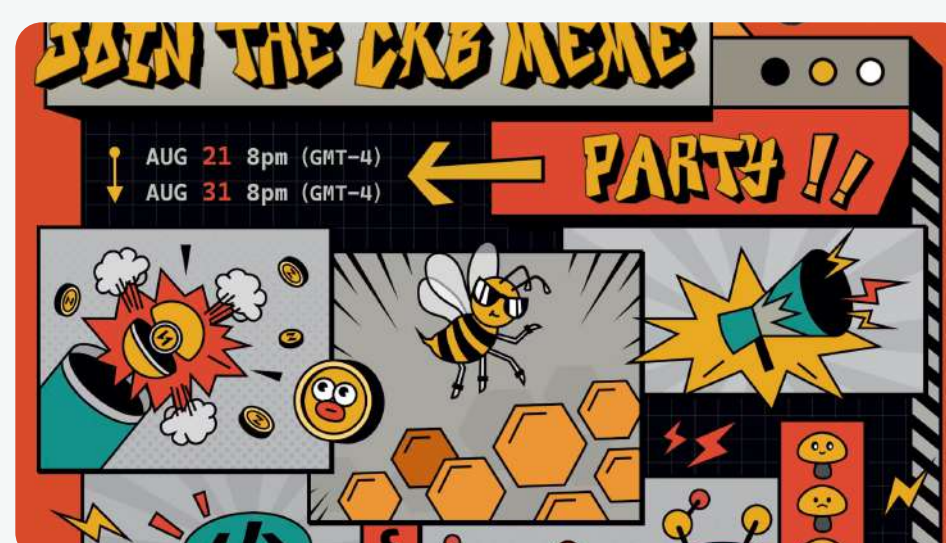 JOIN THE CKB MEME
PARTY!!
AUG 21 8pm (GMT-4)
AUG 31 8pm (GMT-4)